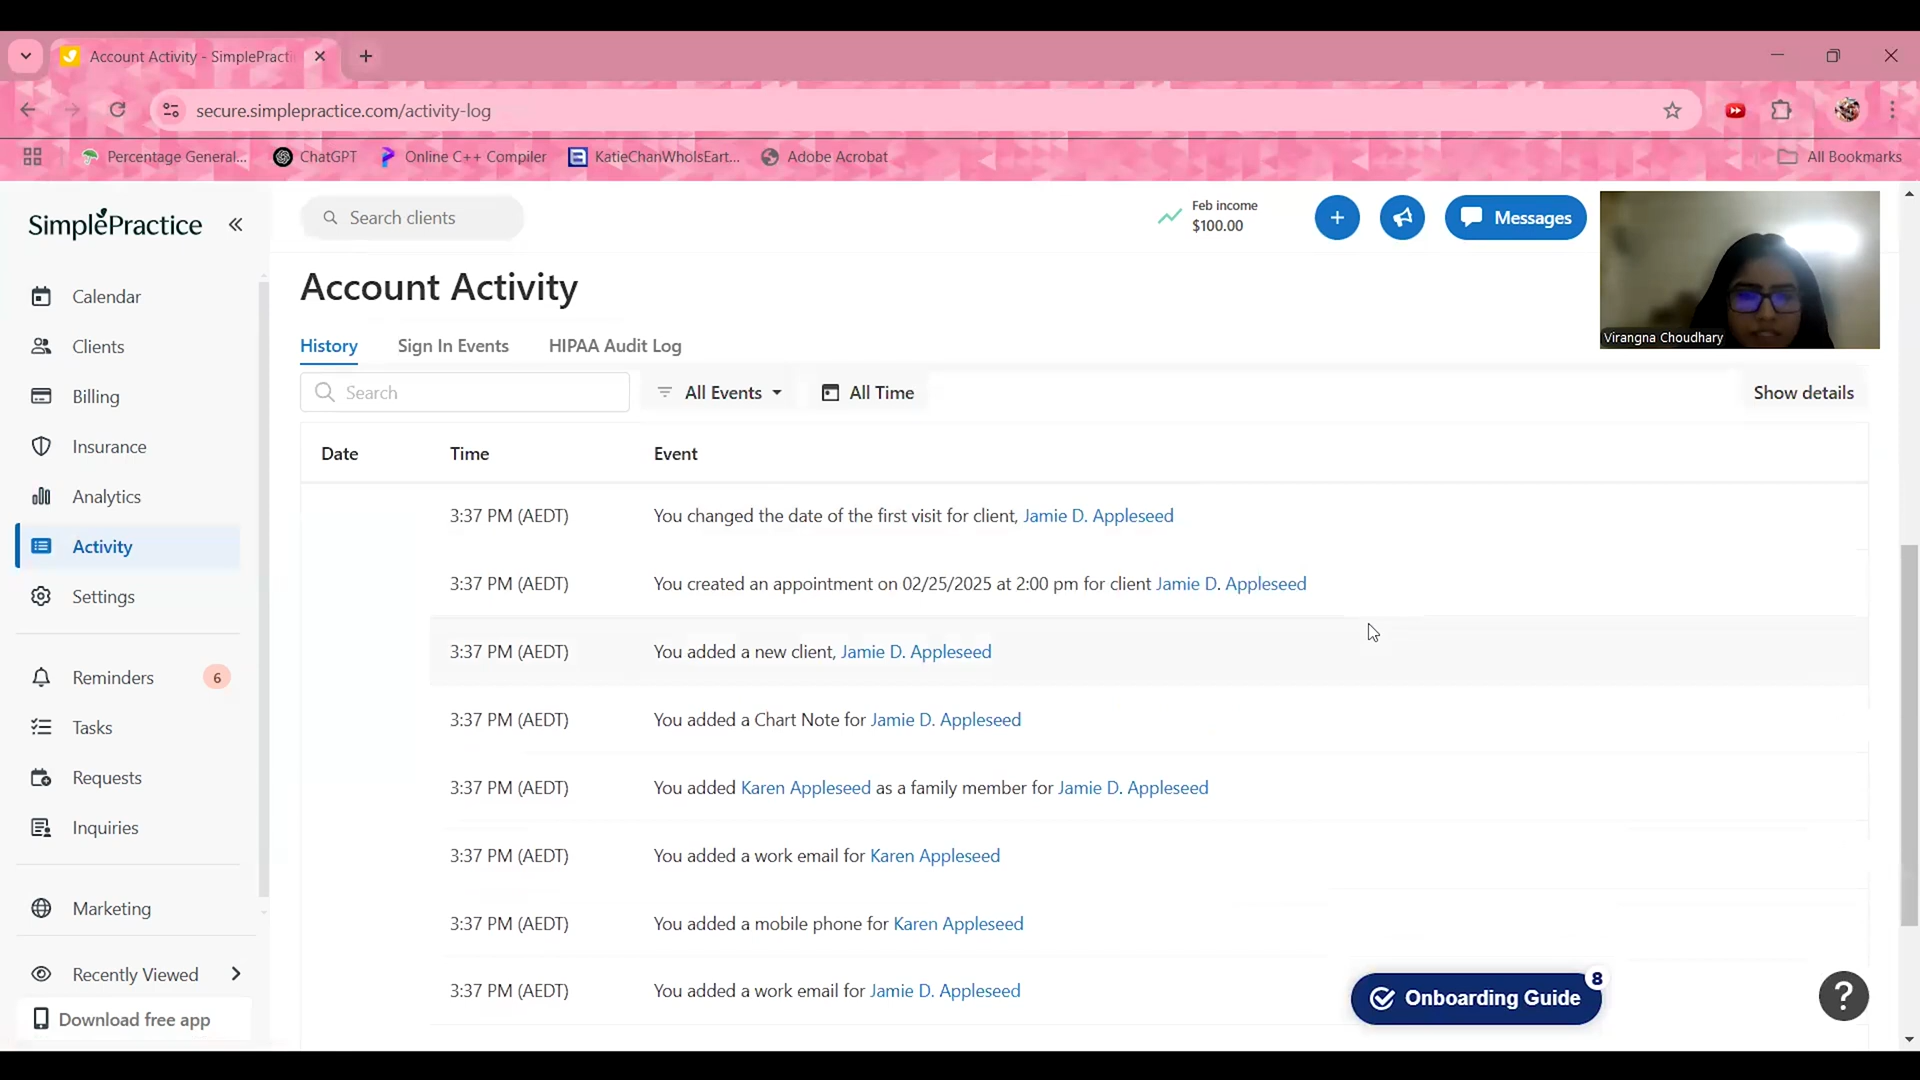 Account Activity - SimplePracti
secure.simplepractice.com/activity-log
Percentage General... ChatGPT Online C++ Compiler KatieChanWhoIsEart... Adobe Acrobat All Bookmarks
SimplePractice
Search clients
Feb income
$100.00
Messages
Virangna Choudhary
Calendar
Clients
Billing
Insurance
Analytics
Activity
Settings
Reminders 6
Tasks
Requests
Inquiries
Marketing
Recently Viewed
Download free app
Account Activity
History Sign In Events HIPAA Audit Log
Search All Events All Time Show details
Date Time Event
3:37 PM (AEDT) You changed the date of the first visit for client, Jamie D. Appleseed
3:37 PM (AEDT) You created an appointment on 02/25/2025 at 2:00 pm for client Jamie D. Appleseed
3:37 PM (AEDT) You added a new client, Jamie D. Appleseed
3:37 PM (AEDT) You added a Chart Note for Jamie D. Appleseed
3:37 PM (AEDT) You added Karen Appleseed as a family member for Jamie D. Appleseed
3:37 PM (AEDT) You added a work email for Karen Appleseed
3:37 PM (AEDT) You added a mobile phone for Karen Appleseed
3:37 PM (AEDT) You added a work email for Jamie D. Appleseed
Onboarding Guide 8
?